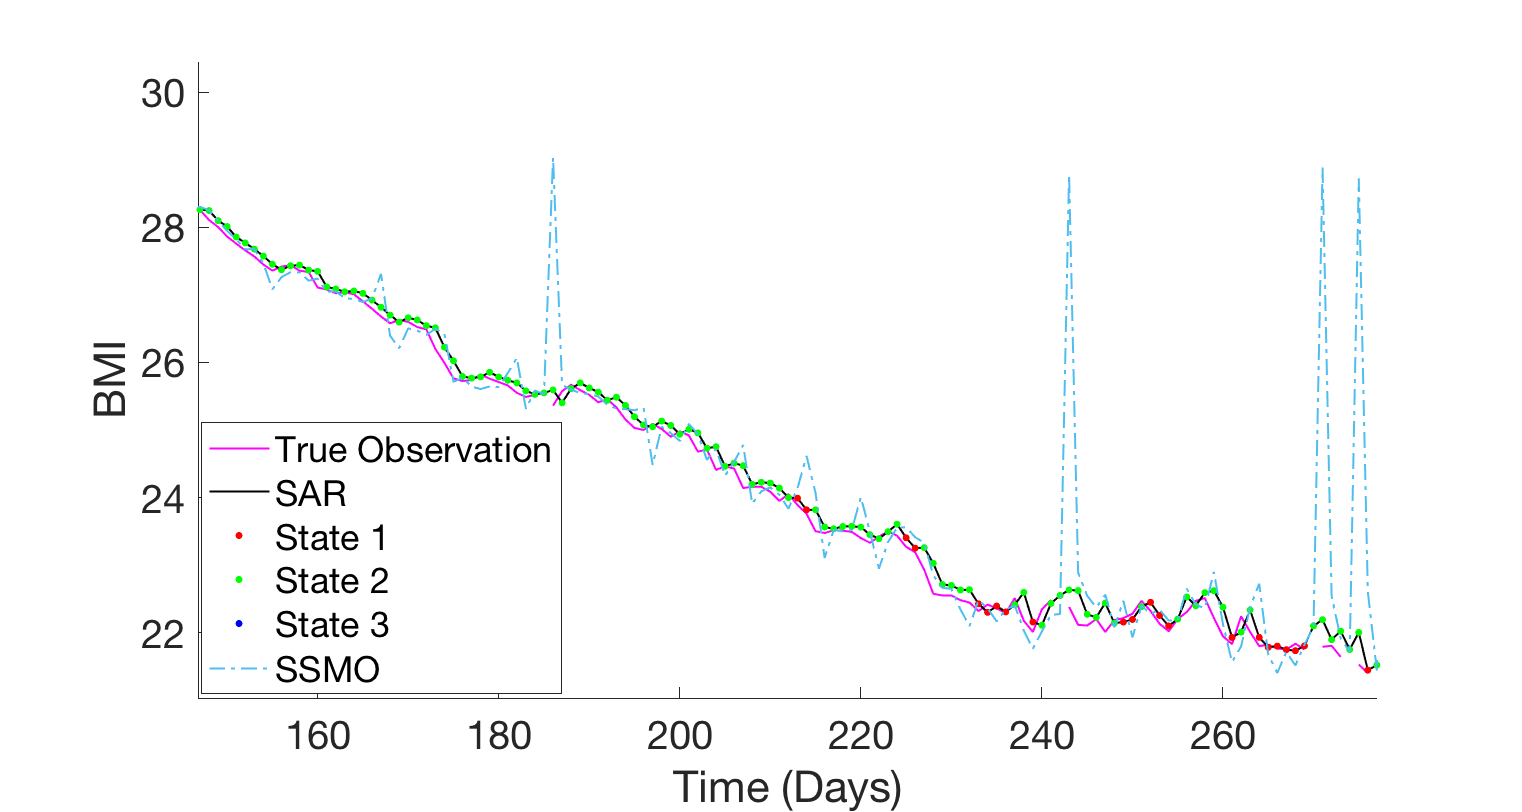 30
28
26
24
22
BMI
True Observation
SAR
State 1
State 2
State 3
SSMO
160 180 200 220 240 260
Time (Days)